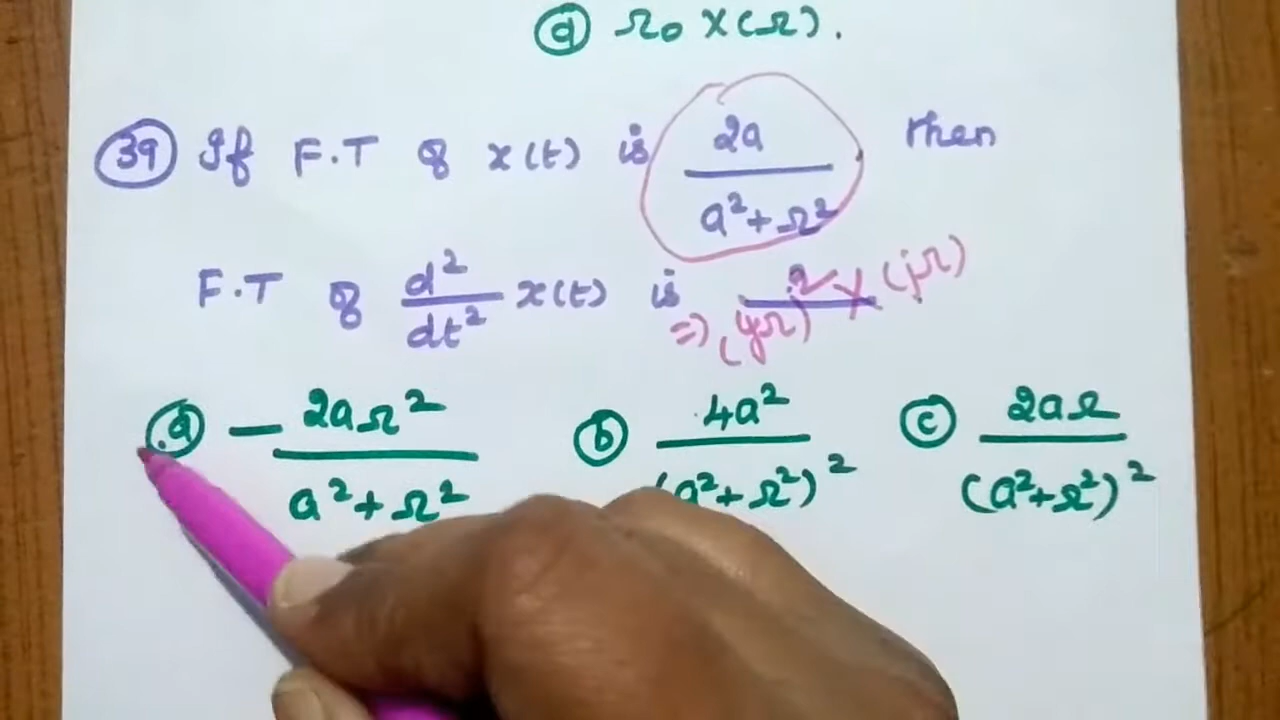 (d) Ω0 X(Ω).
(39) If F.T of x(t) is 2a / a²+Ω² then
F.T of d²/dt² x(t) is ____
=> (jΩ)² X(jΩ)
(a) - 2aΩ² / a²+Ω² (b) 4a² / (a²+Ω²)² (c) 2aΩ / (a²+Ω²)²